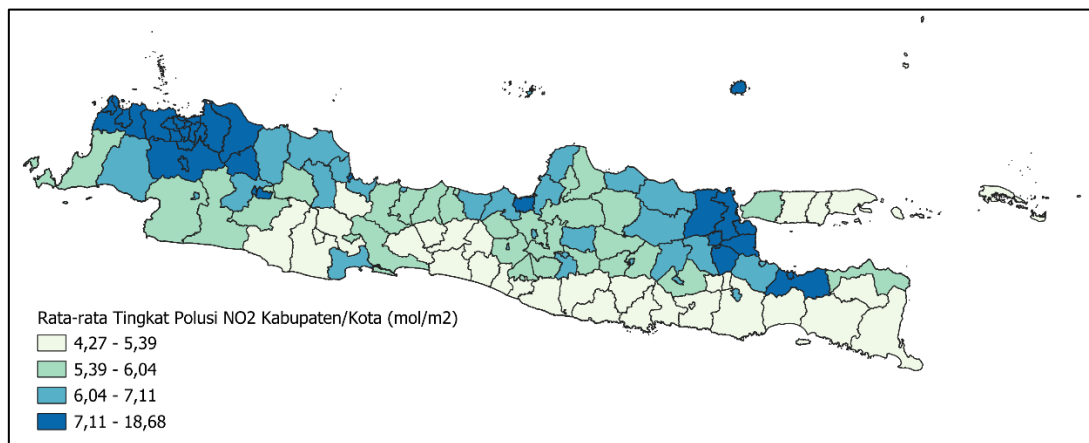 Rata-rata Tingkat Polusi NO2 Kabupaten/Kota (mol/m2)
4,27 - 5,39
5,39 - 6,04
6,04 - 7,11
7,11 - 18,68